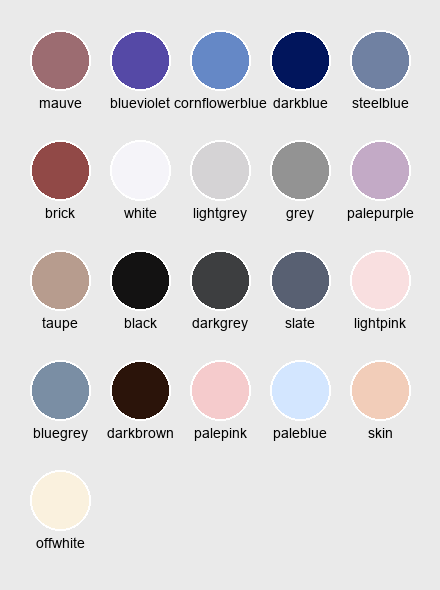 mauve blueviolet cornflowerblue darkblue steelblue
brick white lightgrey grey palepurple
taupe black darkgrey slate lightpink
bluegrey darkbrown palepink paleblue skin
offwhite